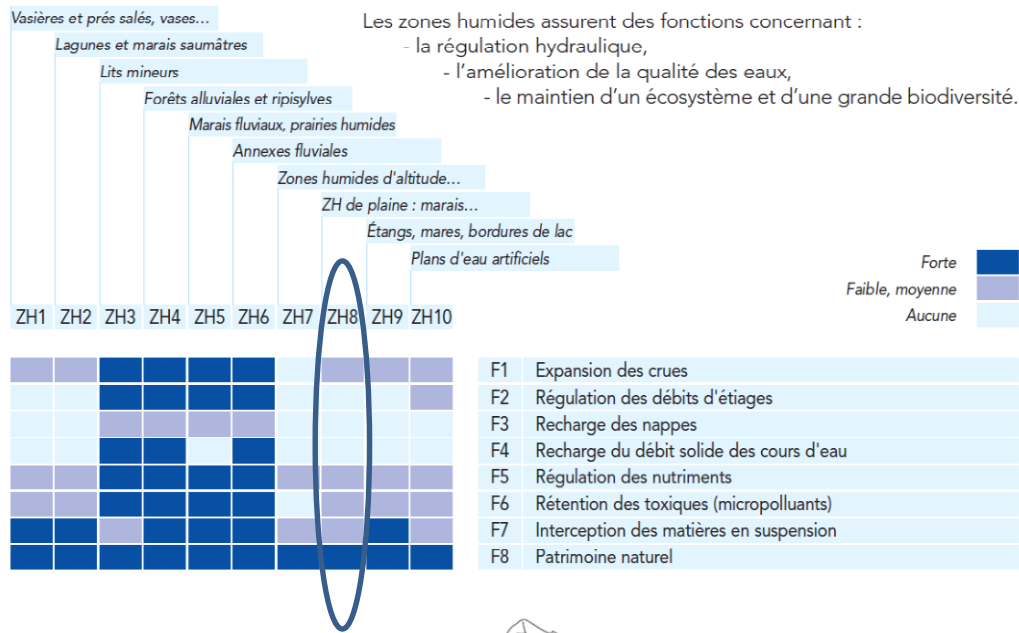 Vasières et prés salés, vases...
Les zones humides assurent des fonctions concernant :
Lagunes et marais saumâtres
- la régulation hydraulique,
Lits mineurs
- l'amélioration de la qualité des eaux,
Forêts alluviales et ripisylves
- le maintien d'un écosystème et d'une grande biodiversité.
Marais fluviaux, prairies humides
Annexes fluviales
Zones humides d'altitude...
ZH de plaine : marais...
Étangs, mares, bordures de lac
Plans d'eau artificiels
Forte
Faible, moyenne
Aucune
ZH1 ZH2 ZH3 ZH4 ZH5 ZH6 ZH7 ZH8 ZH9 ZH10
F1 Expansion des crues
F2 Régulation des débits d'étiages
F3 Recharge des nappes
F4 Recharge du débit solide des cours d'eau
F5 Régulation des nutriments
F6 Rétention des toxiques (micropolluants)
F7 Interception des matières en suspension
F8 Patrimoine naturel